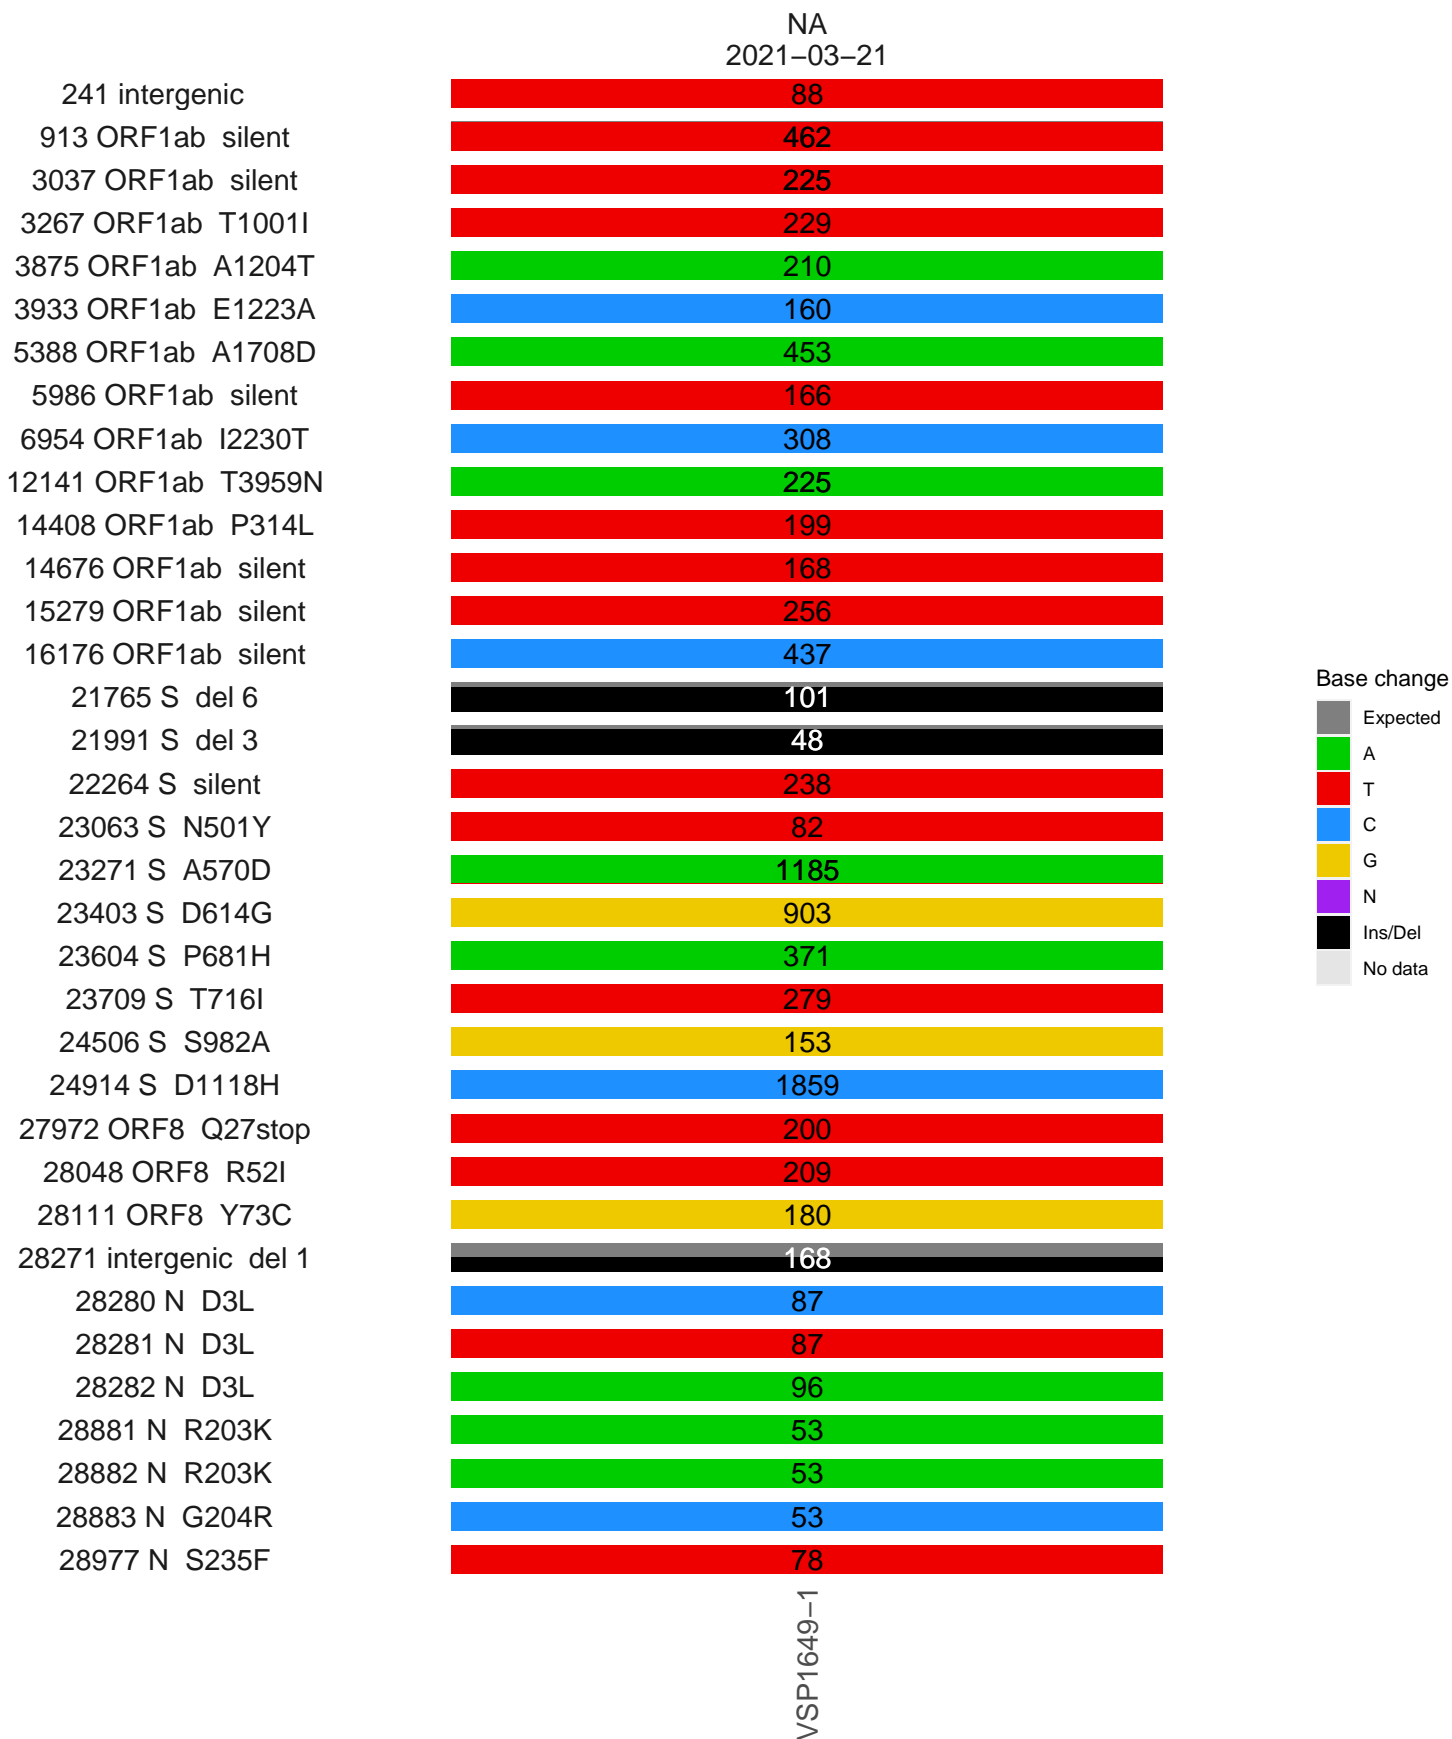 NA
2021−03−21
241 intergenic 88
913 ORF1ab silent 462
3037 ORF1ab silent 225
3267 ORF1ab T1001I 229
3875 ORF1ab A1204T 210
3933 ORF1ab E1223A 160
5388 ORF1ab A1708D 453
5986 ORF1ab silent 166
6954 ORF1ab I2230T 308
12141 ORF1ab T3959N 225
14408 ORF1ab P314L 199
14676 ORF1ab silent 168
15279 ORF1ab silent 256
16176 ORF1ab silent 437
21765 S del 6 101
21991 S del 3 48
22264 S silent 238
23063 S N501Y 82
23271 S A570D 1185
23403 S D614G 903
23604 S P681H 371
23709 S T716I 279
24506 S S982A 153
24914 S D1118H 1859
27972 ORF8 Q27stop 200
28048 ORF8 R52I 209
28111 ORF8 Y73C 180
28271 intergenic del 1 168
28280 N D3L 87
28281 N D3L 87
28282 N D3L 96
28881 N R203K 53
28882 N R203K 53
28883 N G204R 53
28977 N S235F 78
VSP1649−1
Base change
Expected
A
T
C
G
N
Ins/Del
No data